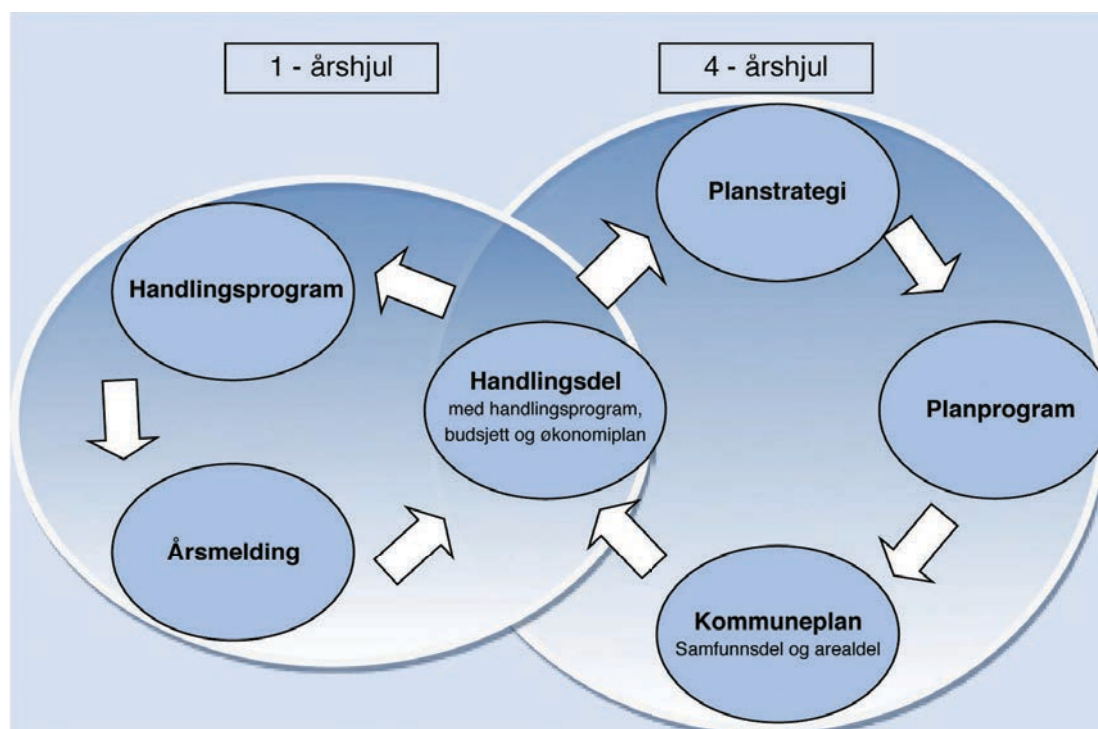 1 - årshjul
4 - årshjul
Planstrategi
Handlingsprogram
Handlingsdel
med handlingsprogram,
budsjett og økonomiplan
Planprogram
Årsmelding
Kommuneplan
Samfunnsdel og arealdel